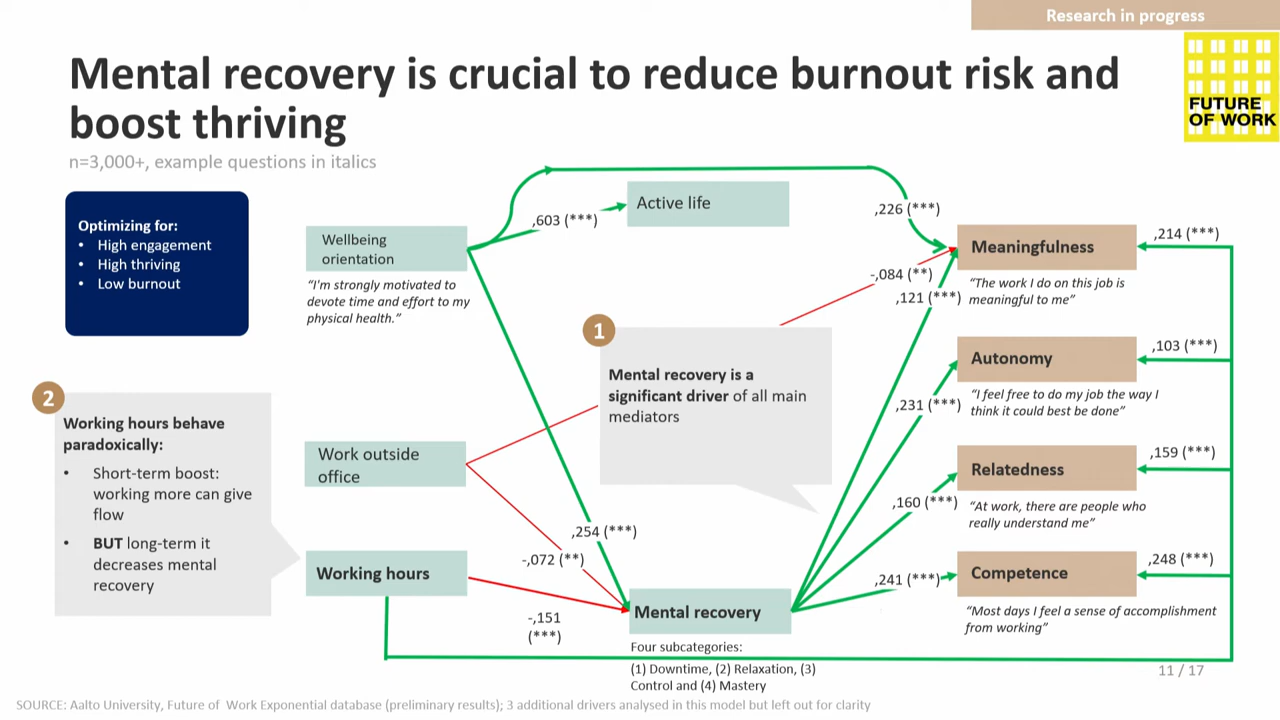 Research in progress
Mental recovery is crucial to reduce burnout risk and
boost thriving
n=3,000+, example questions in italics
FUTURE
OF WORK
Optimizing for:
• High engagement
• High thriving
• Low burnout
Wellbeing
orientation
"I'm strongly motivated to
devote time and effort to my
physical health."
,603 (***)
Active life
,226 (***)
-,084 (**)
,121 (***)
Meaningfulness
,214 (***)
"The work I do on this job is
meaningful to me"
1
Mental recovery is a
significant driver of all main
mediators
Autonomy
,103 (***)
"I feel free to do my job the way I
think it could best be done"
,231 (***)
2
Working hours behave
paradoxically:
• Short-term boost:
working more can give
flow
• BUT long-term it
decreases mental
recovery
Work outside
office
Relatedness
,159 (***)
"At work, there are people who
really understand me"
,160 (***)
,254 (***)
-,072 (**)
Working hours
-,151
(***)
Mental recovery
Four subcategories:
(1) Downtime, (2) Relaxation, (3)
Control and (4) Mastery
,241 (***)
Competence
,248 (***)
"Most days I feel a sense of accomplishment
from working"
11 / 17
SOURCE: Aalto University, Future of Work Exponential database (preliminary results); 3 additional drivers analysed in this model but left out for clarity